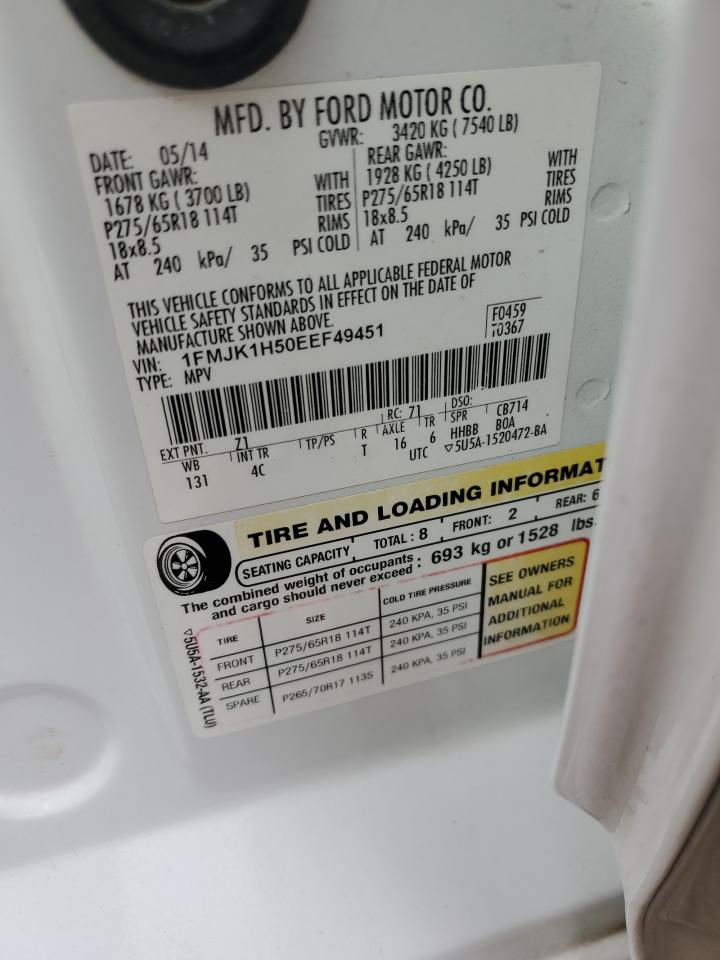 MFD. BY FORD MOTOR CO.
DATE: 05/14
GVWR: 3420 KG ( 7540 LB)
FRONT GAWR:
1678 KG ( 3700 LB) WITH
P275/65R18 114T TIRES
18x8.5 RIMS
AT 240 kPa/ 35 PSI COLD
REAR GAWR:
1928 KG ( 4250 LB) WITH
P275/65R18 114T TIRES
18x8.5 RIMS
AT 240 kPa/ 35 PSI COLD
THIS VEHICLE CONFORMS TO ALL APPLICABLE FEDERAL MOTOR
VEHICLE SAFETY STANDARDS IN EFFECT ON THE DATE OF
MANUFACTURE SHOWN ABOVE.
VIN: 1FMJK1H50EEF49451
TYPE: MPV
F0459
T0367
EXT PNT: Z1 RC: 71 DSO:
WB INT TR TP/PS R AXLE TR SPR CB714
131 4C T 16 6 HHBB BOA
UTC ▽5U5A-1520472-BA
TIRE AND LOADING INFORMAT
SEATING CAPACITY TOTAL: 8 FRONT: 2 REAR: 6
The combined weight of occupants
and cargo should never exceed : 693 kg or 1528 lbs.
TIRE SIZE COLD TIRE PRESSURE
FRONT P275/65R18 114T 240 KPA, 35 PSI
REAR P275/65R18 114T 240 KPA, 35 PSI
SPARE P265/70R17 113S 240 KPA, 35 PSI
SEE OWNERS
MANUAL FOR
ADDITIONAL
INFORMATION
▽5U5A-1532-AA (TLU)